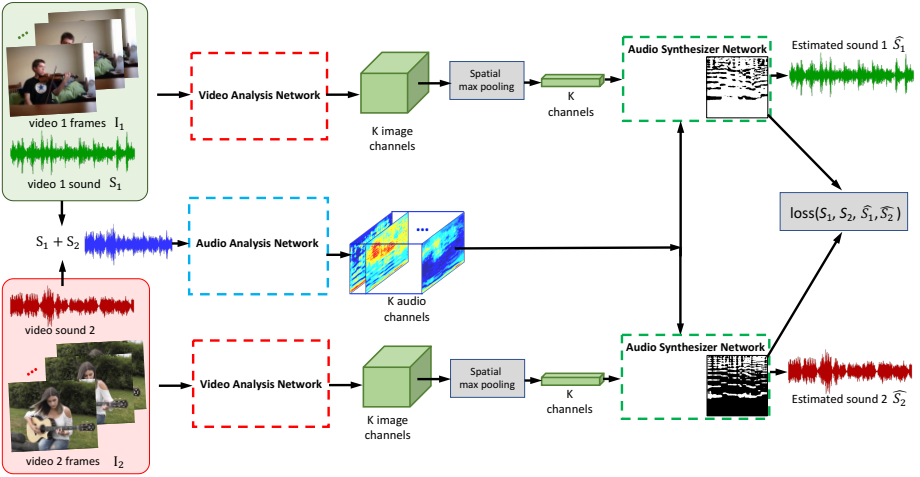 video 1 frames I₁
video 1 sound S₁
Video Analysis Network
K image
channels
Spatial
max pooling
K
channels
Audio Synthesizer Network
Estimated sound 1 Ŝ₁
S₁ + S₂
Audio Analysis Network
...
K audio
channels
loss(S₁, S₂, Ŝ₁, Ŝ₂ )
video sound 2
video 2 frames I₂
Video Analysis Network
K image
channels
Spatial
max pooling
K
channels
Audio Synthesizer Network
Estimated sound 2 Ŝ₂